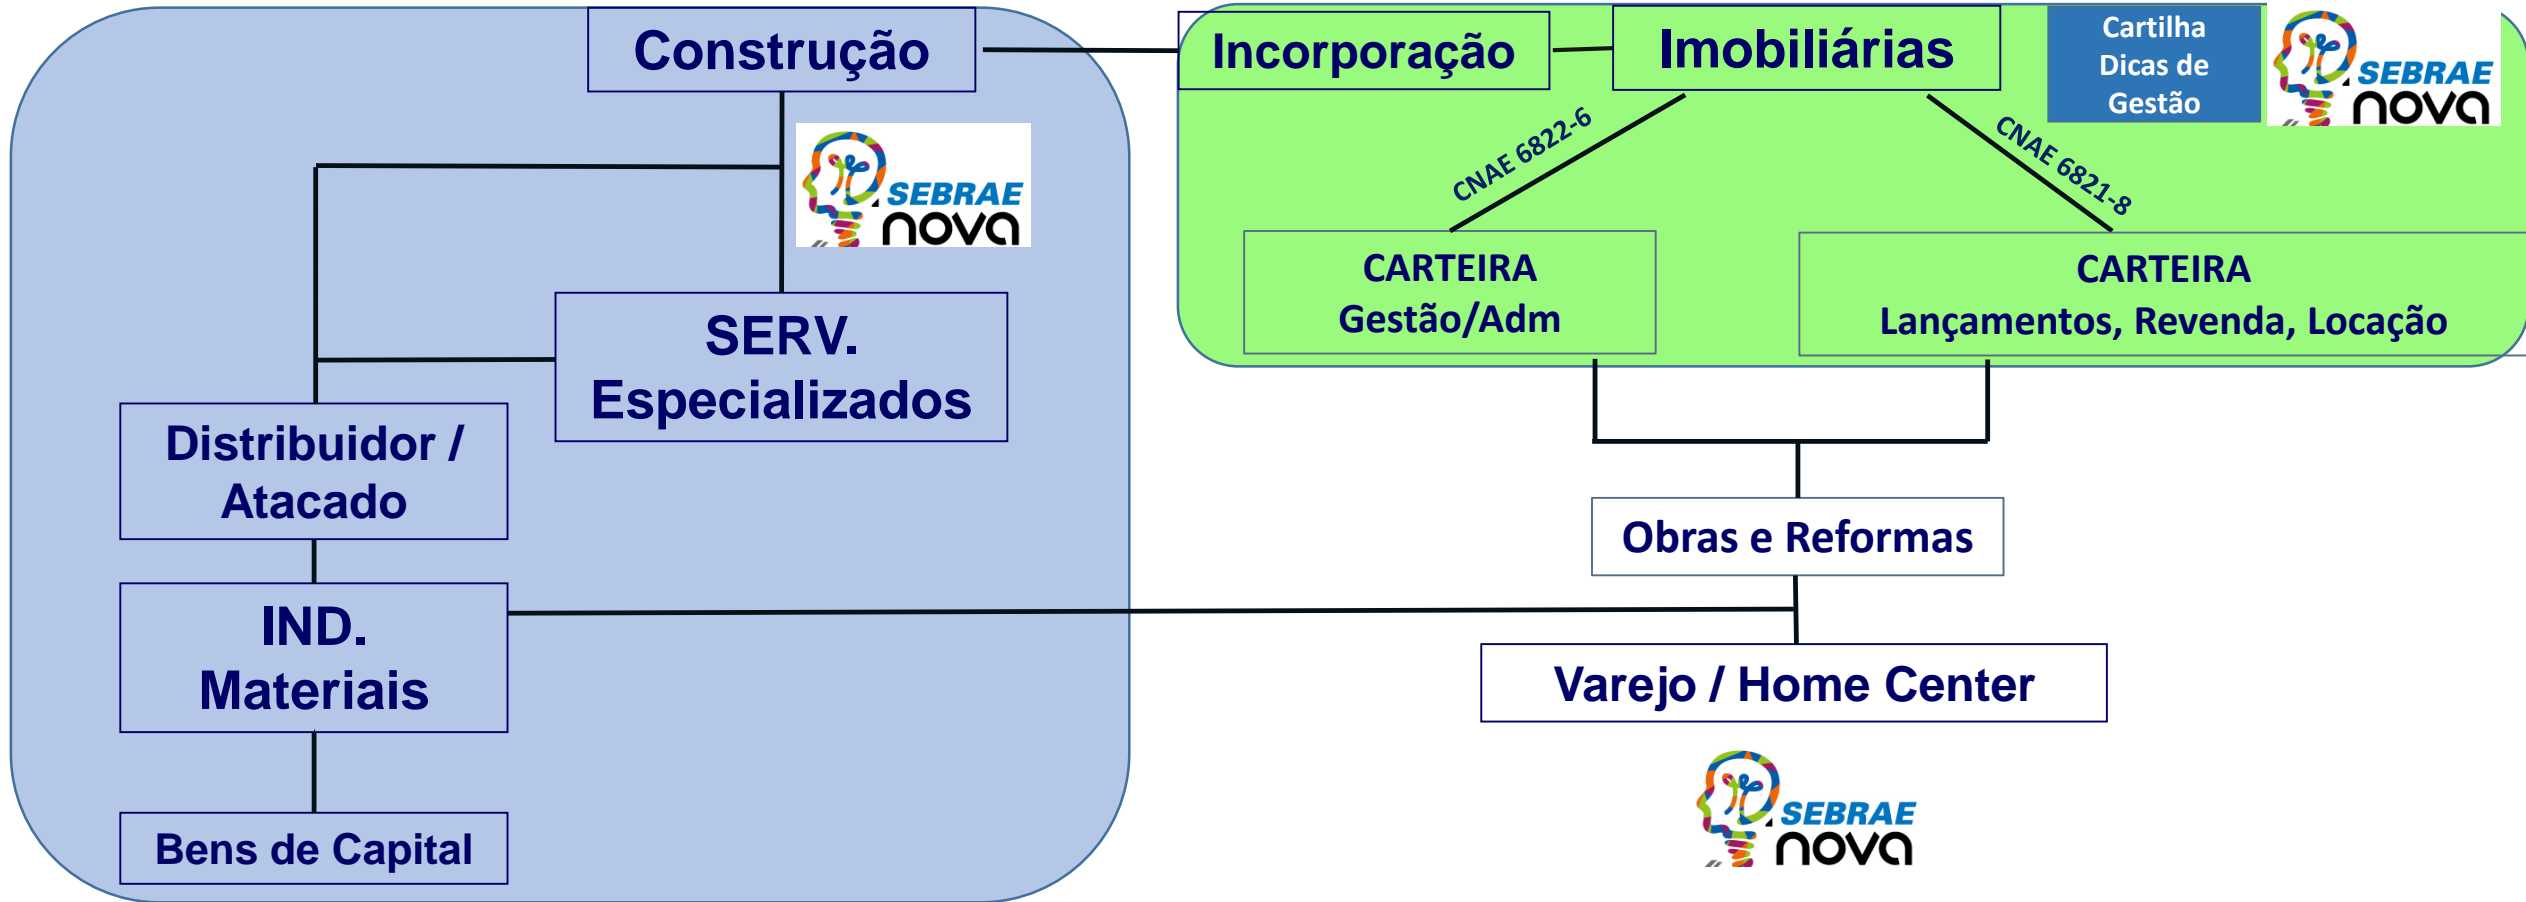 Construção
Incorporação
Imobiliárias
Cartilha
Dicas de
Gestão
SEBRAE
nova
CNAE 6822-6
CNAE 6821-8
SEBRAE
nova
CARTEIRA
Gestão/Adm
CARTEIRA
Lançamentos, Revenda, Locação
SERV.
Especializados
Distribuidor /
Atacado
Obras e Reformas
IND.
Materiais
Varejo / Home Center
Bens de Capital
SEBRAE
nova